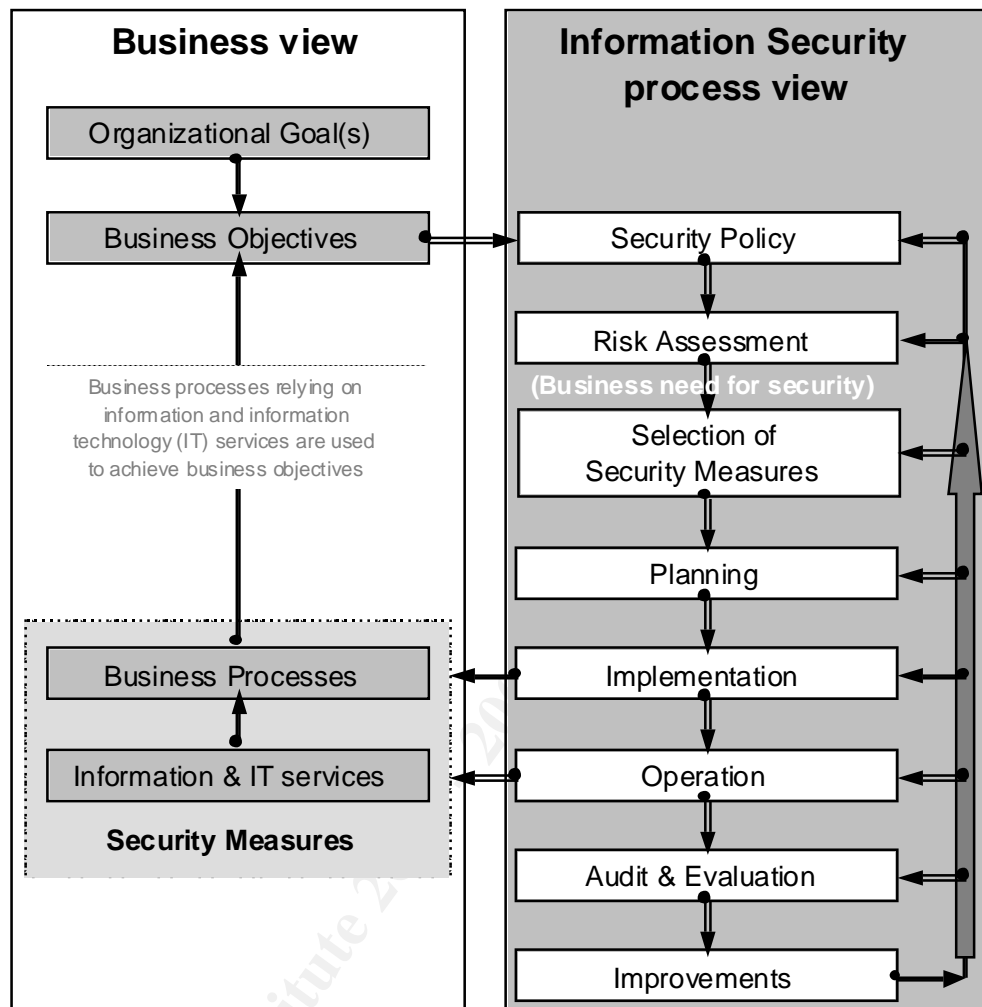 Business view
Organizational Goal(s)
Business Objectives
Business processes relying on
information and information
technology (IT) services are used
to achieve business objectives
Business Processes
Information & IT services
Security Measures
Information Security
process view
Security Policy
Risk Assessment
(Business need for security)
Selection of
Security Measures
Planning
Implementation
Operation
Audit & Evaluation
Improvements